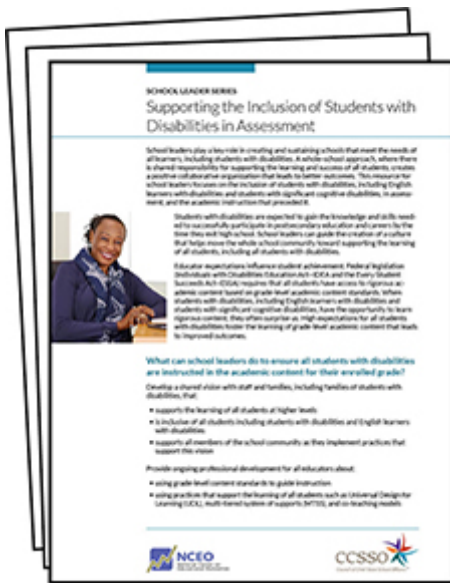 SCHOOL LEADER SERIES
Supporting the Inclusion of Students with
Disabilities in Assessment
School leaders play a key role in creating and sustaining schools that meet the needs of
all learners, including students with disabilities. A whole-school approach, where there
is shared responsibility for supporting the learning and success of all students, creates
a positive collaborative organization that leads to better outcomes. This resource for
school leaders focuses on the inclusion of students with disabilities, including English
learners with disabilities and students with significant cognitive disabilities, in assess-
ment, and the academic instruction that preceded it.
Students with disabilities are expected to gain the knowledge and skills need-
ed to successfully participate in postsecondary education and careers by the
time they exit high school. School leaders can guide the creation of a culture
that helps move the whole school community toward supporting the learning
of all students, including all students with disabilities.
Educator expectations influence student achievement. Federal legislation
(Individuals with Disabilities Education Act–IDEA and the Every Student
Succeeds Act–ESSA) requires that all students have access to rigorous ac-
ademic content based on grade-level academic content standards. When
students with disabilities, including English learners with disabilities and
students with significant cognitive disabilities, have the opportunity to learn
rigorous content, they often surprise us. High expectations for all students
with disabilities foster the learning of grade-level academic content that leads
to improved outcomes.
What can school leaders do to ensure all students with disabilities
are instructed in the academic content for their enrolled grade?
Develop a shared vision with staff and families, including families of students with
disabilities, that:
• supports the learning of all students at higher levels
• is inclusive of all students including students with disabilities and English learners
with disabilities
• supports all members of the school community as they implement practices that
support this vision
Provide ongoing professional development for all educators about:
• using grade-level content standards to guide instruction
• using practices that support the learning of all students such as Universal Design for
Learning (UDL), multi-tiered system of supports (MTSS), and co-teaching models
NCEO
CCSSO